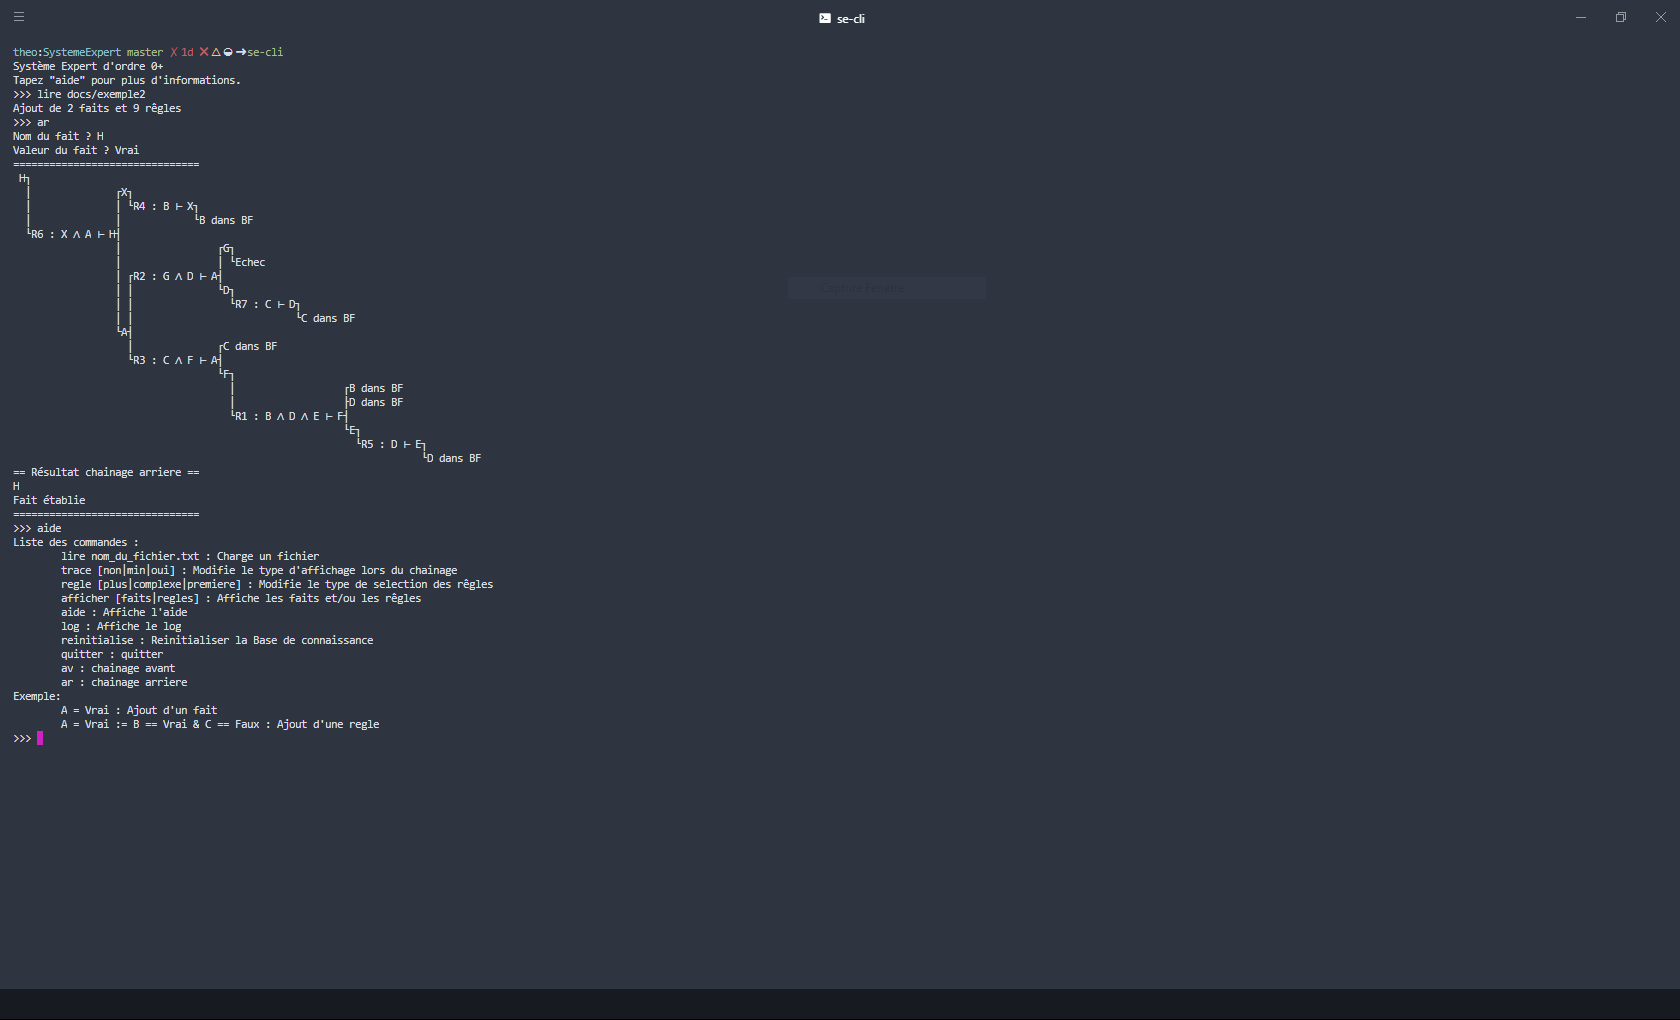 se-cli
theo:SystemeExpert master ✗ 1d ✕△◒➜se-cli
Système Expert d'ordre 0+
Tapez "aide" pour plus d'informations.
>>> lire docs/exemple2
Ajout de 2 faits et 9 rêgles
>>> ar
Nom du fait ? H
Valeur du fait ? Vrai
===============================
H┐
┌X┐
└R4 : B ⊢ X┐
└B dans BF
└R6 : X ∧ A ⊢ H┤
┌G┐
└Echec
┌R2 : G ∧ D ⊢ A┤
└D┐
└R7 : C ⊢ D┐
└C dans BF
└A┤
┌C dans BF
└R3 : C ∧ F ⊢ A┤
└F┐
┌B dans BF
├D dans BF
└R1 : B ∧ D ∧ E ⊢ F┤
└E┐
└R5 : D ⊢ E┐
└D dans BF
== Résultat chainage arriere ==
H
Fait établie
===============================
>>> aide
Liste des commandes :
lire nom_du_fichier.txt : Charge un fichier
trace [non|min|oui] : Modifie le type d'affichage lors du chainage
regle [plus|complexe|premiere] : Modifie le type de selection des rêgles
afficher [faits|regles] : Affiche les faits et/ou les rêgles
aide : Affiche l'aide
log : Affiche le log
reinitialise : Reinitialiser la Base de connaissance
quitter : quitter
av : chainage avant
ar : chainage arriere
Exemple:
A = Vrai : Ajout d'un fait
A = Vrai := B == Vrai & C == Faux : Ajout d'une regle
>>>